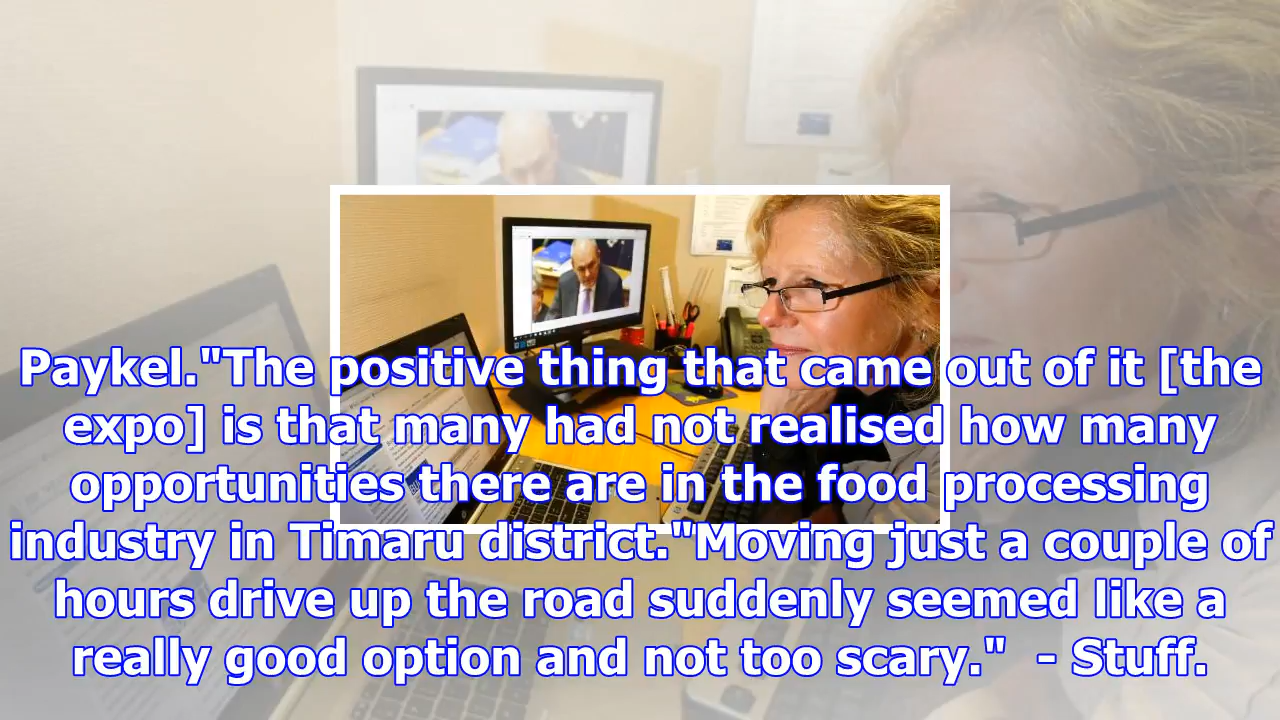 Paykel."The positive thing that came out of it [the
expo] is that many had not realised how many
opportunities there are in the food processing
industry in Timaru district."Moving just a couple of
hours drive up the road suddenly seemed like a
really good option and not too scary."  - Stuff.